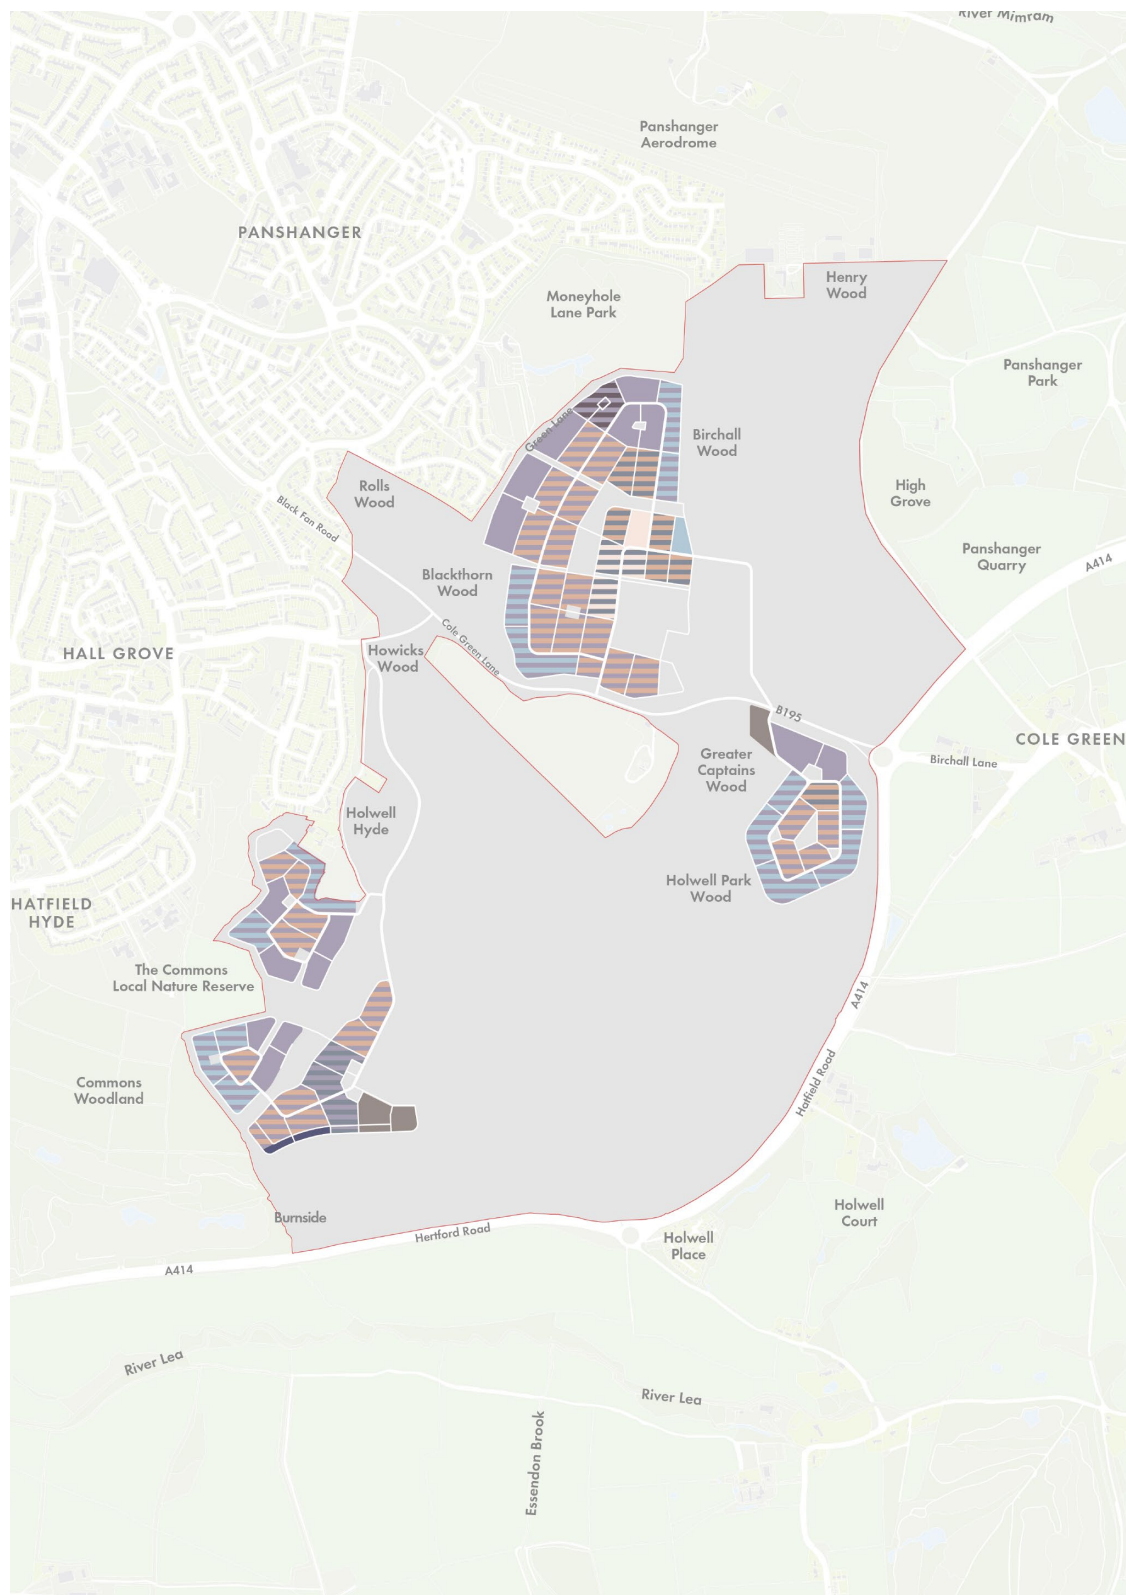 River Mimram
Panshanger
Aerodrome
PANSHANGER
Henry
Wood
Moneyhole
Lane Park
Panshanger
Park
Green Lane
Birchall
Wood
Rolls
Wood
High
Grove
Black Fan Road
Panshanger
Quarry
A414
Blackthorn
Wood
Cole Green Lane
HALL GROVE
Howicks
Wood
B195
COLE GREEN
Greater
Captains
Wood
Birchall Lane
Holwell
Hyde
Holwell Park
Wood
HATFIELD
HYDE
The Commons
Local Nature Reserve
A414
Commons
Woodland
Hatfield Road
Burnside
Holwell
Court
Hertford Road
Holwell
Place
A414
River Lea
River Lea
Essendon Brook